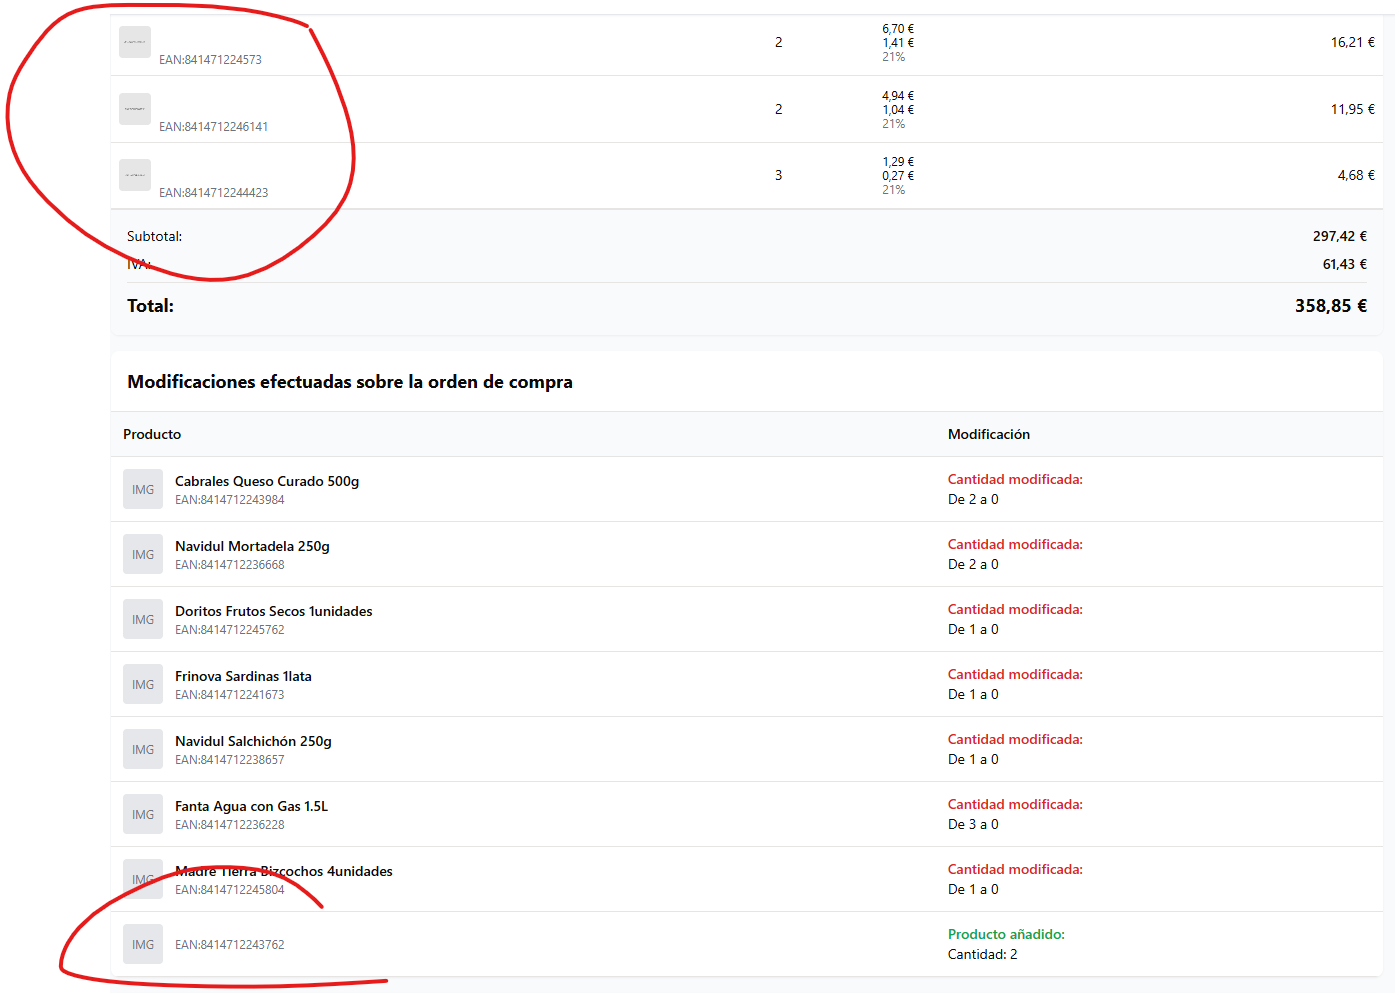 6,70 €
2 1,41 € 16,21 €
EAN:841471224573 21%
4,94 €
2 1,04 € 11,95 €
EAN:8414712246141 21%
1,29 €
3 0,27 € 4,68 €
EAN:8414712244423 21%
Subtotal: 297,42 €
IVA: 61,43 €
Total: 358,85 €
Modificaciones efectuadas sobre la orden de compra
Producto Modificación
Cabrales Queso Curado 500g Cantidad modificada:
IMG EAN:8414712243984 De 2 a 0
Navidul Mortadela 250g Cantidad modificada:
IMG EAN:8414712236668 De 2 a 0
Doritos Frutos Secos 1unidades Cantidad modificada:
IMG EAN:8414712245762 De 1 a 0
Frinova Sardinas 1lata Cantidad modificada:
IMG EAN:8414712241673 De 1 a 0
Navidul Salchichón 250g Cantidad modificada:
IMG EAN:8414712238657 De 1 a 0
Fanta Agua con Gas 1.5L Cantidad modificada:
IMG EAN:8414712236228 De 3 a 0
Madre Tierra Bizcochos 4unidades Cantidad modificada:
IMG EAN:8414712245804 De 1 a 0
Producto añadido:
IMG EAN:8414712243762 Cantidad: 2